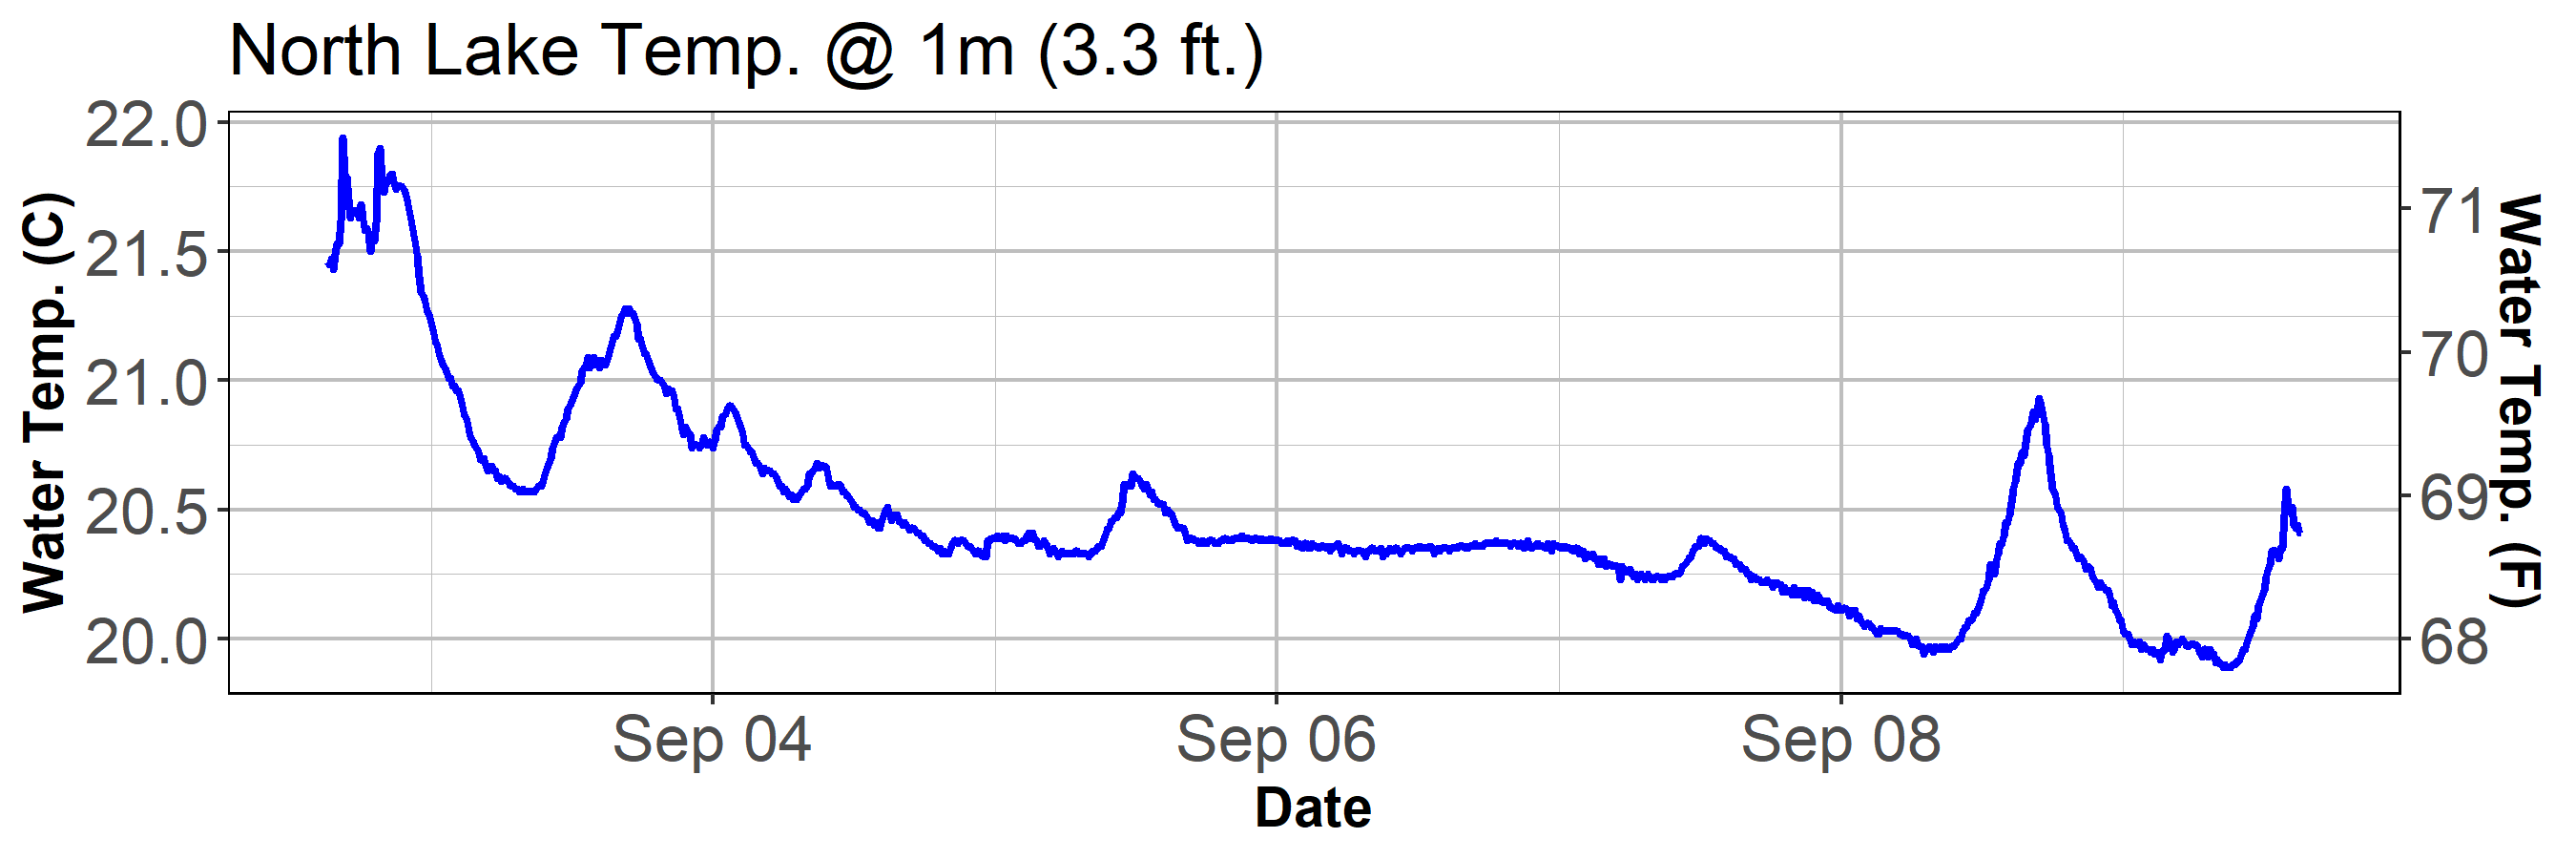 North Lake Temp. @ 1m (3.3 ft.)
Water Temp. (C)
22.0
21.5
21.0
20.5
20.0
71
70
69
68
Water Temp. (F)
Sep 04 Sep 06 Sep 08
Date